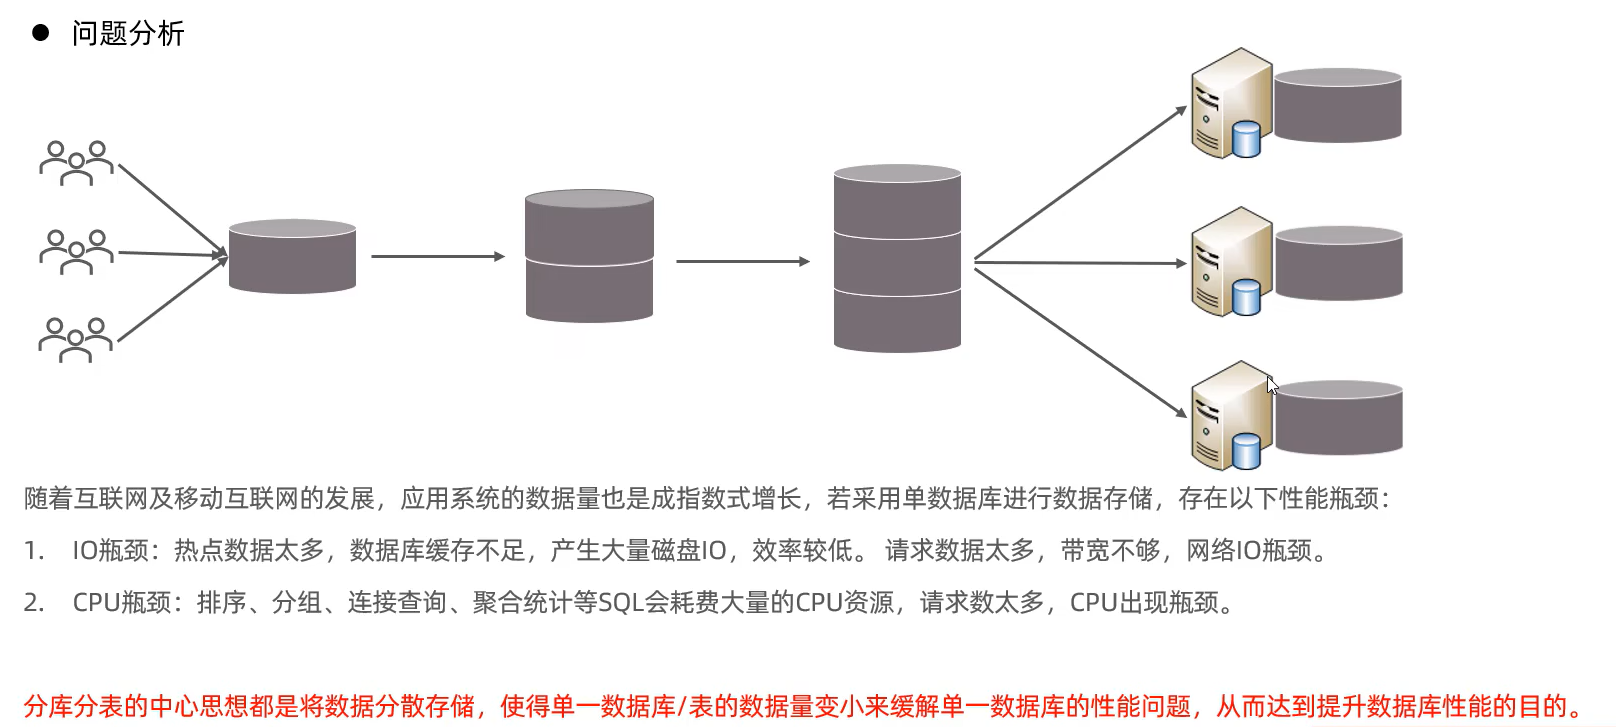 ● 问题分析
随着互联网及移动互联网的发展，应用系统的数据量也是成指数式增长，若采用单数据库进行数据存储，存在以下性能瓶颈：
1. IO瓶颈：热点数据太多，数据库缓存不足，产生大量磁盘IO，效率较低。 请求数据太多，带宽不够，网络IO瓶颈。
2. CPU瓶颈：排序、分组、连接查询、聚合统计等SQL会耗费大量的CPU资源，请求数太多，CPU出现瓶颈。
分库分表的中心思想都是将数据分散存储，使得单一数据库/表的数据量变小来缓解单一数据库的性能问题，从而达到提升数据库性能的目的。